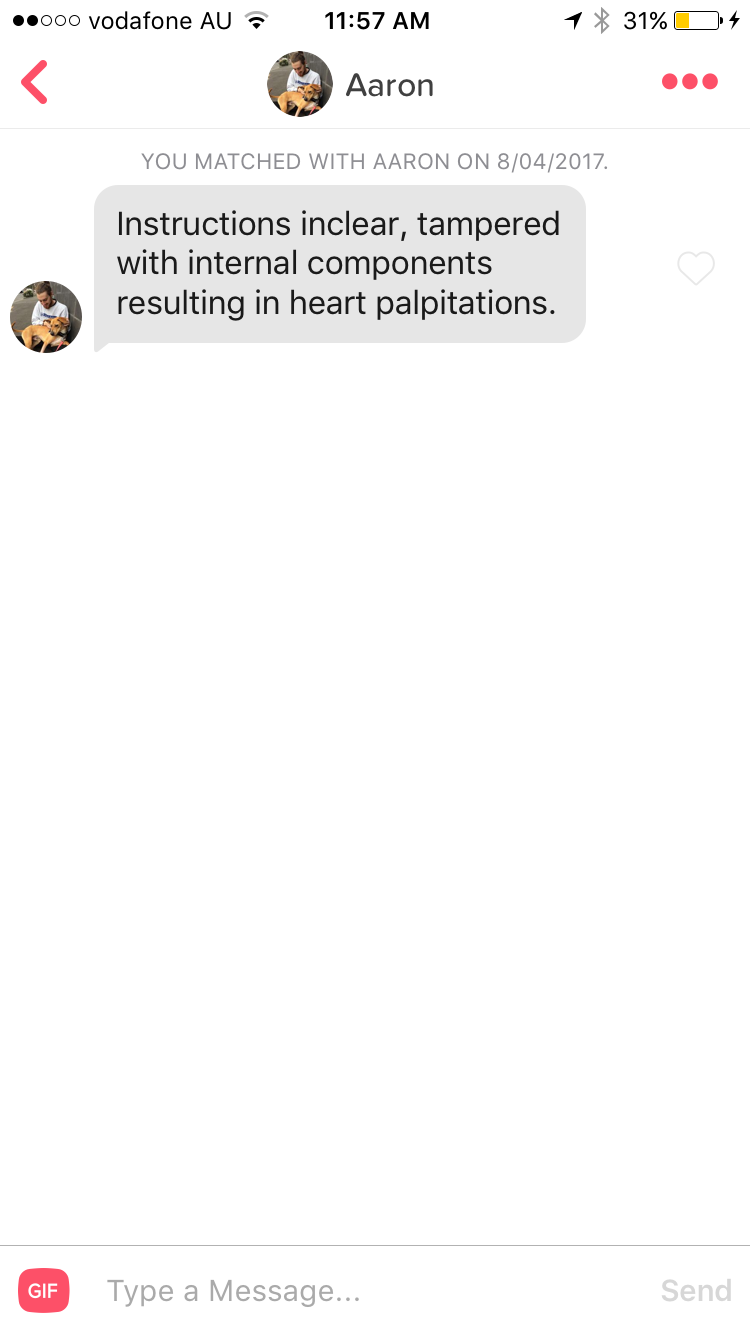 vodafone AU 11:57 AM 31%
Aaron
YOU MATCHED WITH AARON ON 8/04/2017.
Instructions inclear, tampered
with internal components
resulting in heart palpitations.
GIF Type a Message... Send